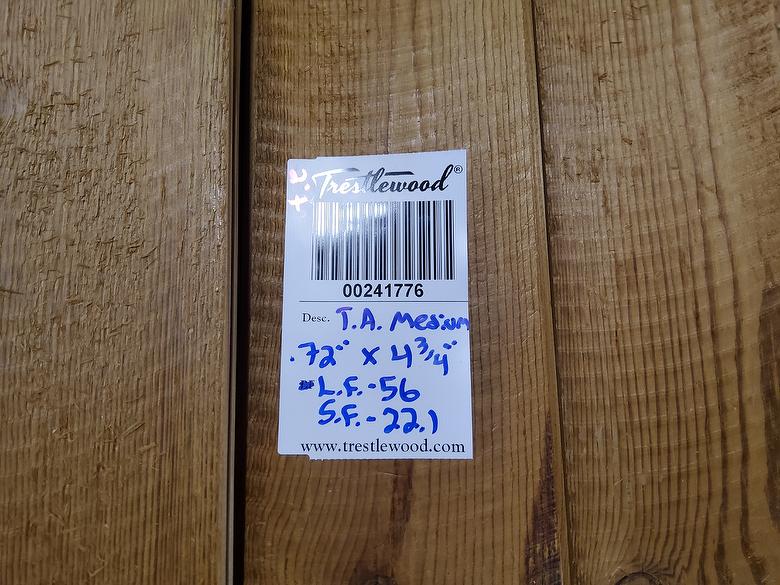 T.C
Trestlewood®
00241776
Desc. T.A. Medium
.72" x 4 3/4"
L.F.-56
S.F.-22.1
www.trestlewood.com